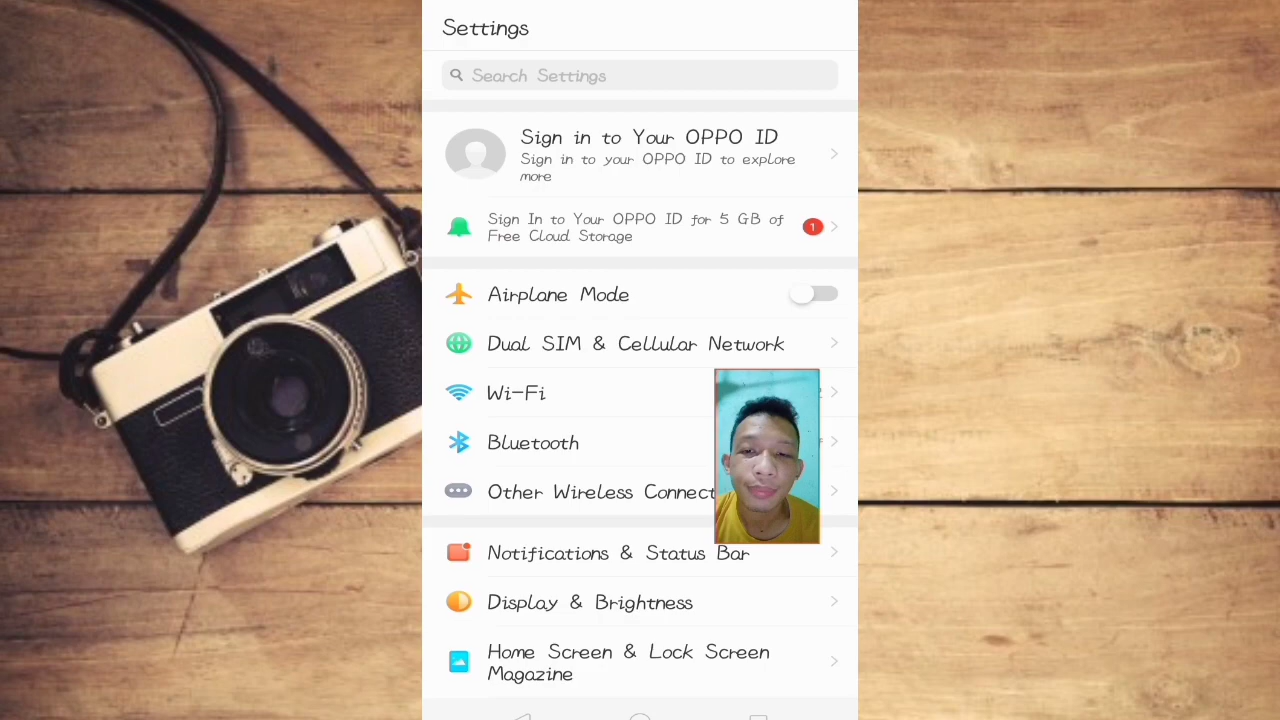 Settings
Search Settings
Sign in to Your OPPO ID
Sign in to your OPPO ID to explore
more
Sign In to Your OPPO ID for 5 GB of
Free Cloud Storage
1
Airplane Mode
Dual SIM & Cellular Network
Wi-Fi
Bluetooth
Other Wireless
Notifications & Status Bar
Display & Brightness
Home Screen & Lock Screen
Magazine